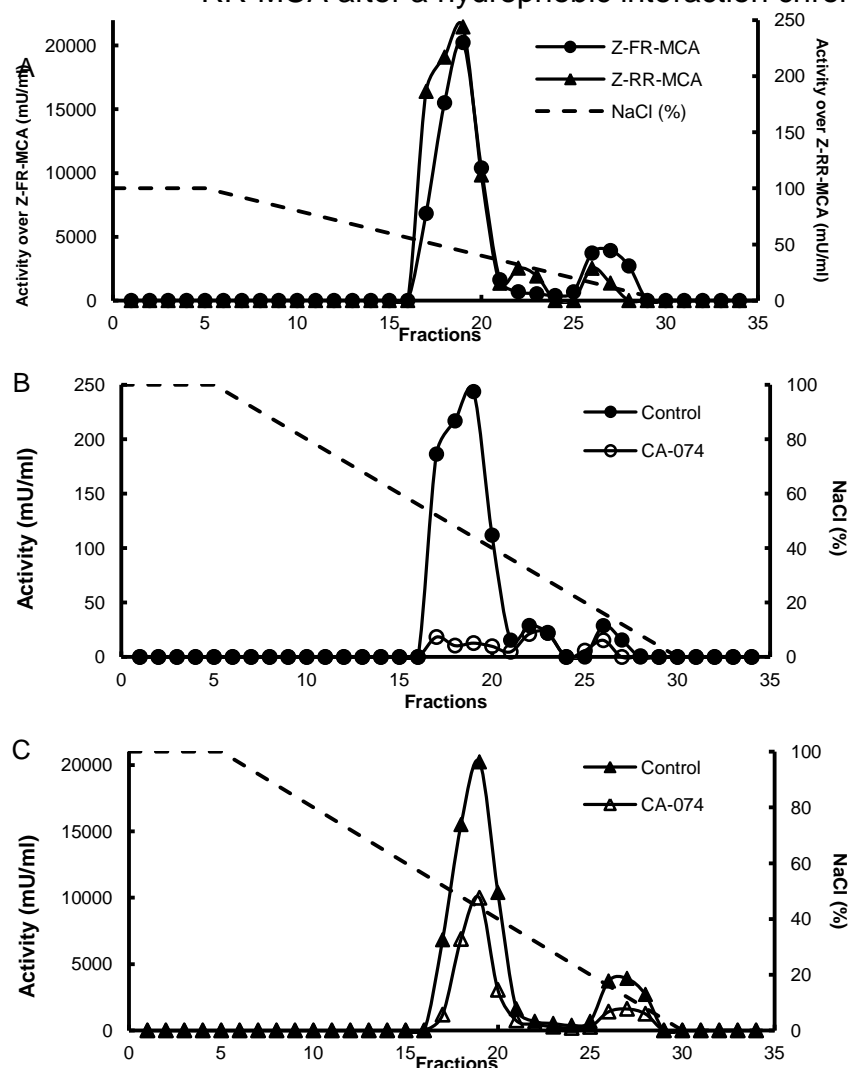 RR-MCA after a hydrophobic interaction chrom
A
Activity over Z-FR-MCA (mU/ml)
20000
15000
10000
5000
0
Z-FR-MCA
Z-RR-MCA
NaCl (%)
250
200
150
100
50
0
Activity over Z-RR-MCA (mU/ml)
0 5 10 15 20 25 30 35
Fractions
B
Activity (mU/ml)
250
200
150
100
50
0
Control
CA-074
100
80
60
40
20
0
NaCl (%)
0 5 10 15 20 25 30 35
Fractions
C
Activity (mU/ml)
20000
15000
10000
5000
0
Control
CA-074
100
80
60
40
20
0
NaCl (%)
0 5 10 15 20 25 30 35
Fractions